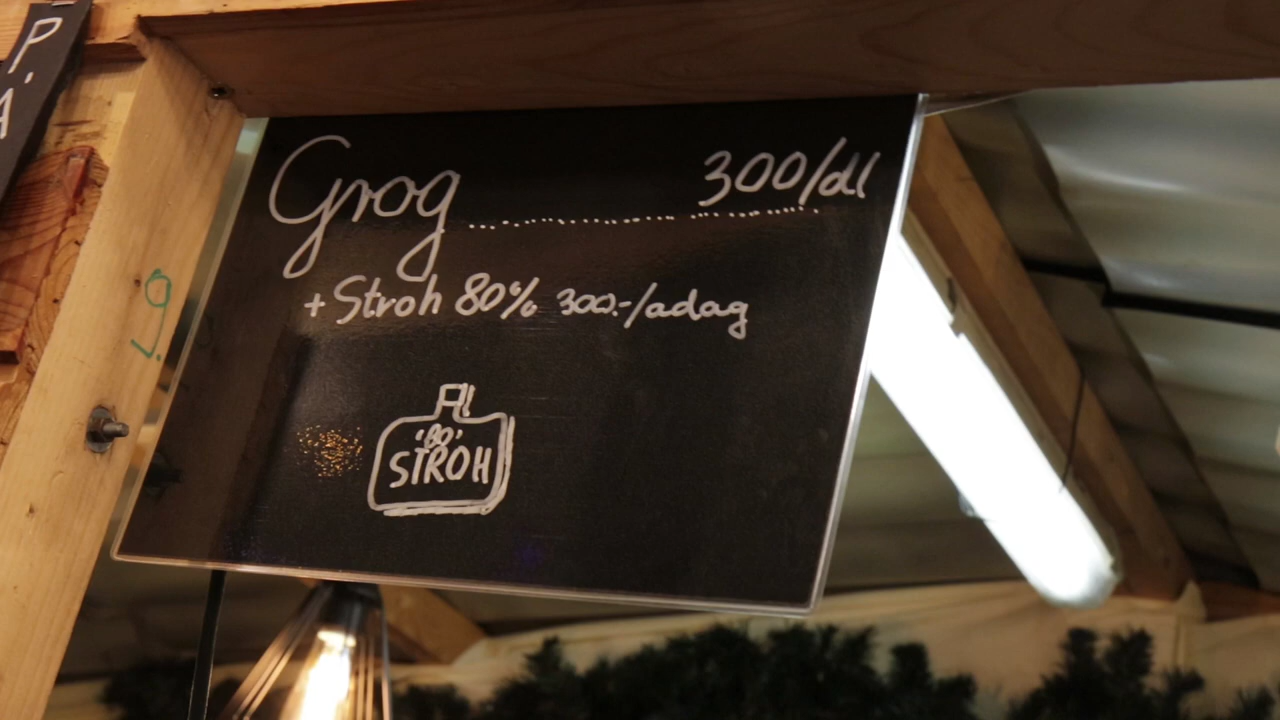 P.
A
Grog ........................ 300/dl
+ Stroh 80% 300.-/adag
'80'
STROH